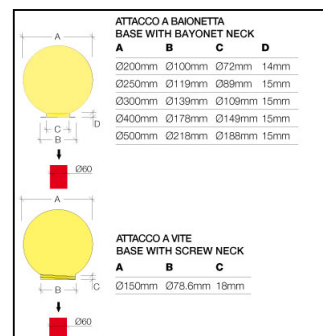 ATTACCO A BAIONETTA
BASE WITH BAYONET NECK
A B C D
Ø200mm Ø100mm Ø72mm 14mm
Ø250mm Ø119mm Ø89mm 15mm
Ø300mm Ø139mm Ø109mm 15mm
Ø400mm Ø178mm Ø149mm 15mm
Ø500mm Ø218mm Ø188mm 15mm
A
D
C
B
Ø60
ATTACCO A VITE
BASE WITH SCREW NECK
A B C
Ø150mm Ø78.6mm 18mm
A
B
C
Ø60